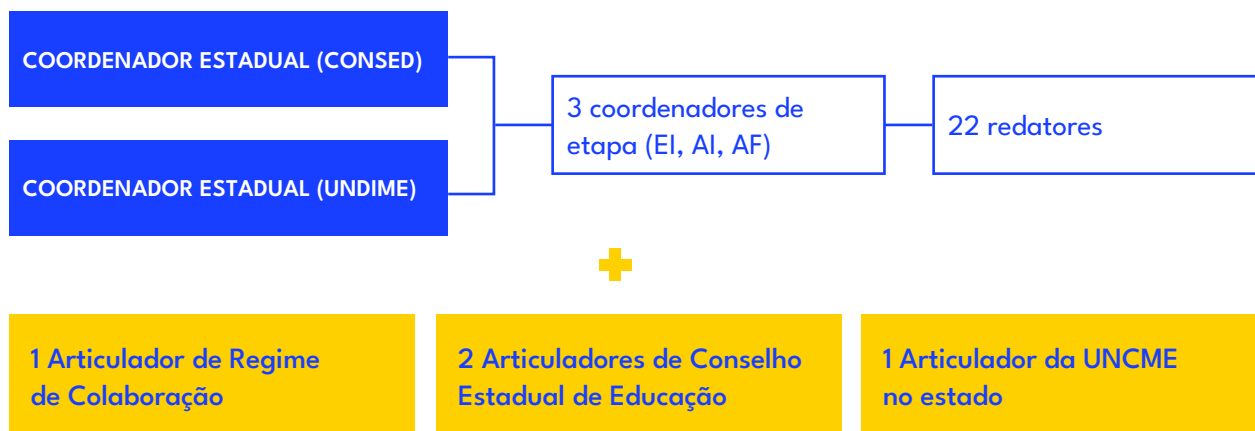 COORDENADOR ESTADUAL (CONSED)
COORDENADOR ESTADUAL (UNDIME)
3 coordenadores de
etapa (EI, AI, AF)
22 redatores
1 Articulador de Regime
de Colaboração
2 Articuladores de Conselho
Estadual de Educação
1 Articulador da UNCME
no estado